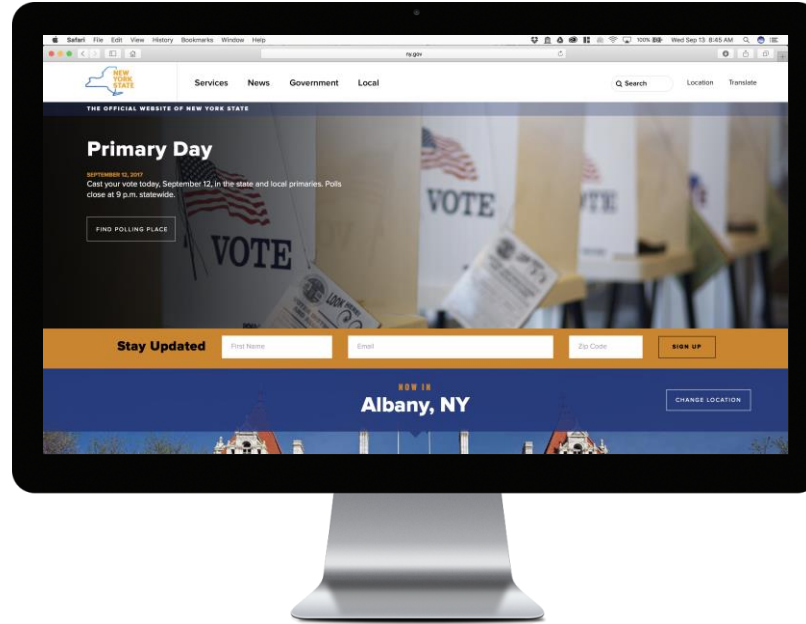 Safari File Edit View History Bookmarks Window Help
100% Wed Sep 13 8:45 AM
ny.gov
NEW
YORK
STATE
Services News Government Local
Search Location Translate
THE OFFICIAL WEBSITE OF NEW YORK STATE
Primary Day
SEPTEMBER 12, 2017
Cast your vote today, September 12, in the state and local primaries. Polls
close at 9 p.m. statewide.
FIND POLLING PLACE
VOTE
VOTE
VOTE
LOOK
Stay Updated First Name Email Zip Code SIGN UP
NOW IN
Albany, NY
CHANGE LOCATION